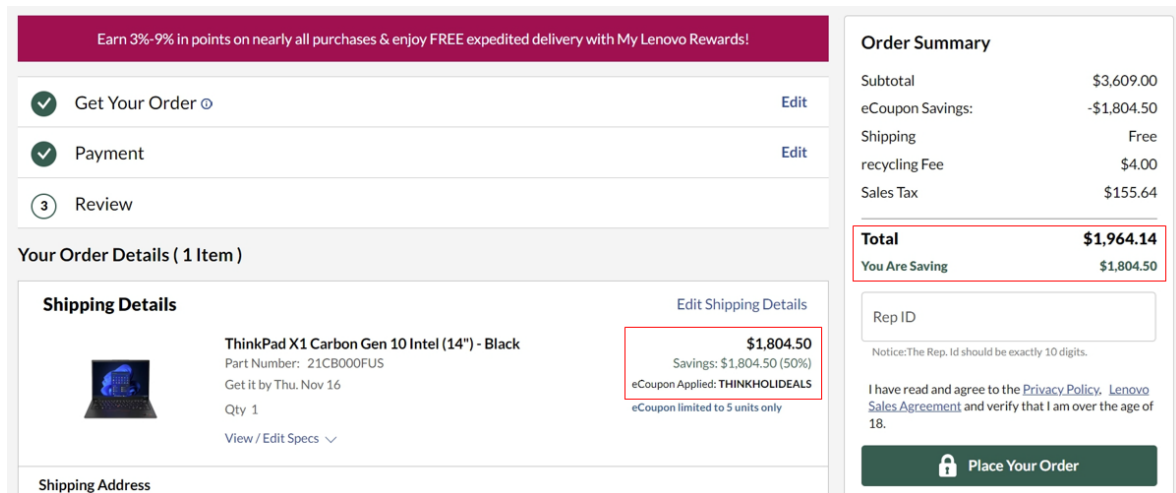 Earn 3%-9% in points on nearly all purchases & enjoy FREE expedited delivery with My Lenovo Rewards!
Get Your Order
Edit
Payment
Edit
3 Review
Your Order Details ( 1 Item )
Shipping Details
Edit Shipping Details
ThinkPad X1 Carbon Gen 10 Intel (14") - Black
Part Number: 21CB000FUS
Get it by Thu. Nov 16
Qty 1
View / Edit Specs
$1,804.50
Savings: $1,804.50 (50%)
eCoupon Applied: THINKHOLIDEALS
eCoupon limited to 5 units only
Shipping Address
Order Summary
Subtotal $3,609.00
eCoupon Savings: -$1,804.50
Shipping Free
recycling Fee $4.00
Sales Tax $155.64
Total $1,964.14
You Are Saving $1,804.50
Rep ID
Notice:The Rep. Id should be exactly 10 digits.
I have read and agree to the Privacy Policy, Lenovo
Sales Agreement and verify that I am over the age of
18.
Place Your Order